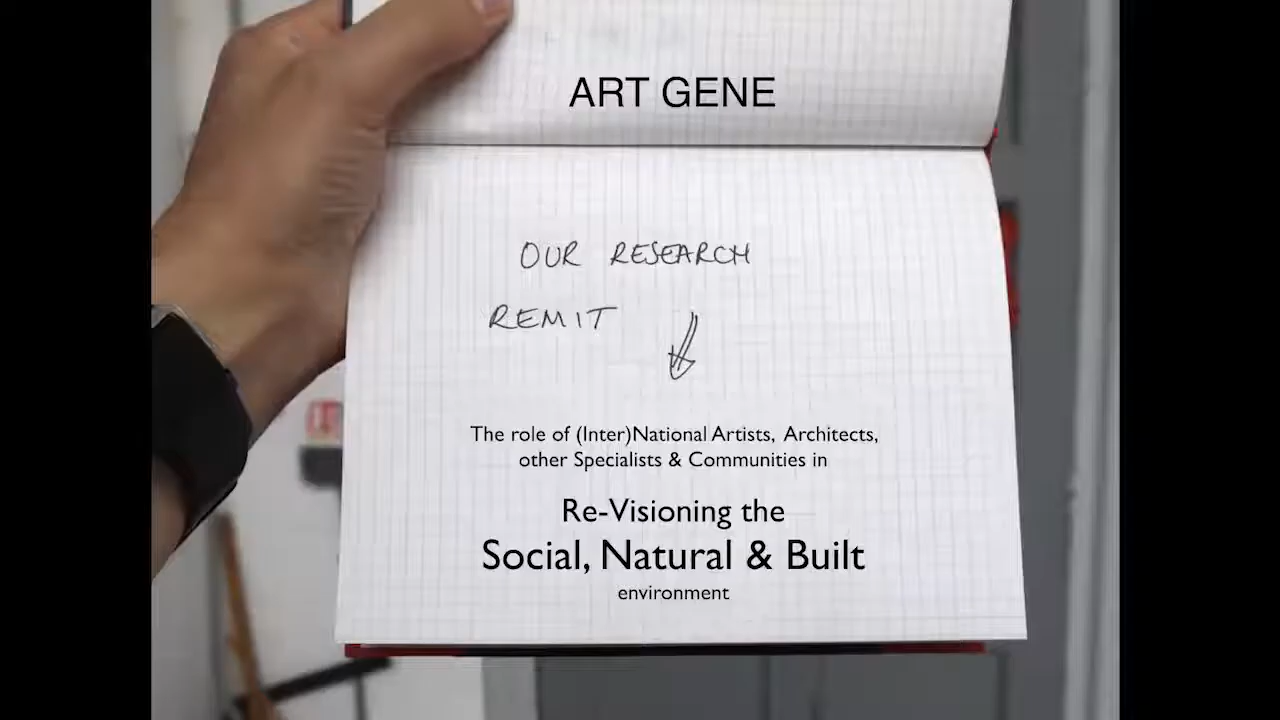 ART GENE
OUR RESEARCH
REMIT
The role of (Inter)National Artists, Architects,
other Specialists & Communities in
Re-Visioning the
Social, Natural & Built
environment